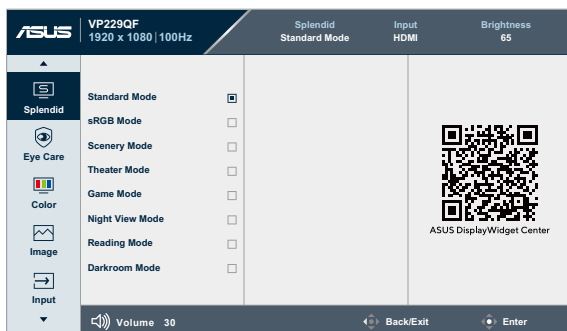 ASUS
VP229QF
1920 x 1080 | 100Hz
Splendid
Standard Mode
Input
HDMI
Brightness
65
Splendid
Eye Care
Color
Image
Input
Standard Mode
sRGB Mode
Scenery Mode
Theater Mode
Game Mode
Night View Mode
Reading Mode
Darkroom Mode
ASUS DisplayWidget Center
Volume 30
Back/Exit
Enter